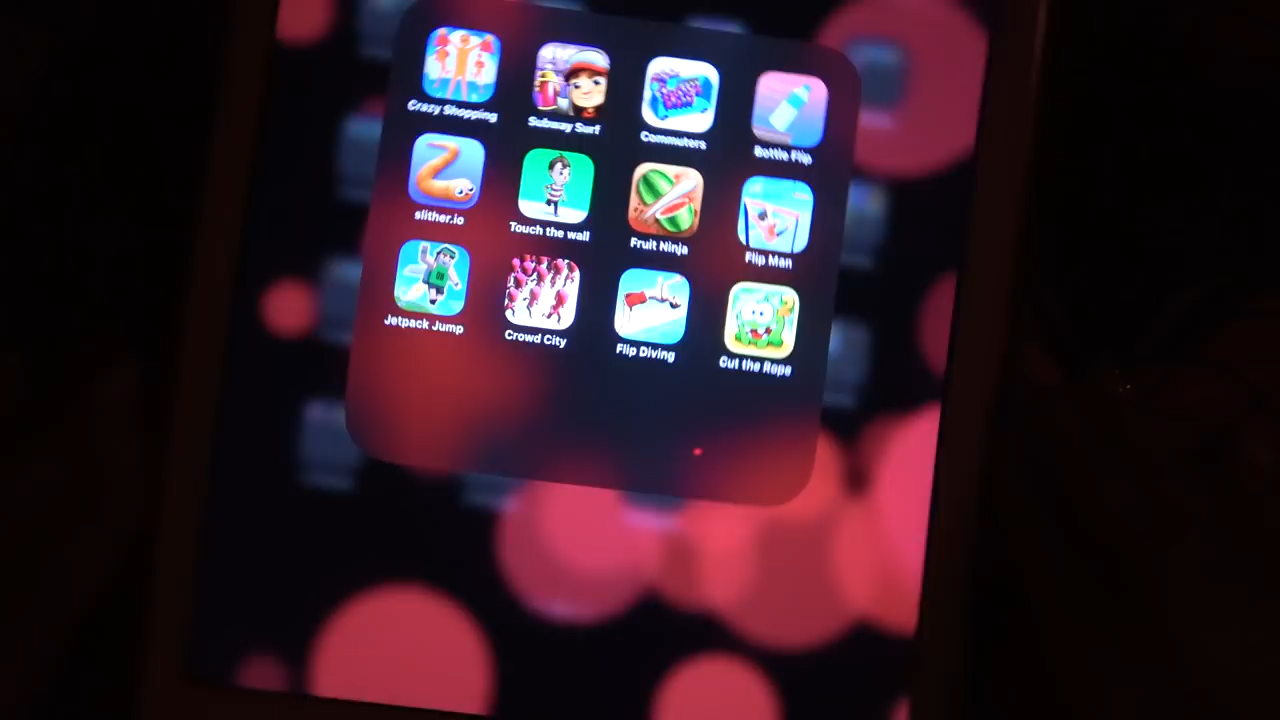 Crazy Shopping
Subway Surf
Commuters
Bottle Flip
slither.io
Touch the wall
Fruit Ninja
Flip Man
Jetpack Jump
Crowd City
Flip Diving
Cut the Rope